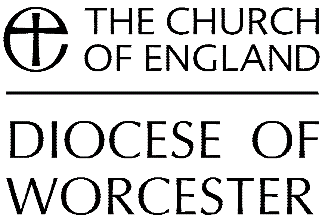 THE CHURCH
OF ENGLAND
DIOCESE OF
WORCESTER